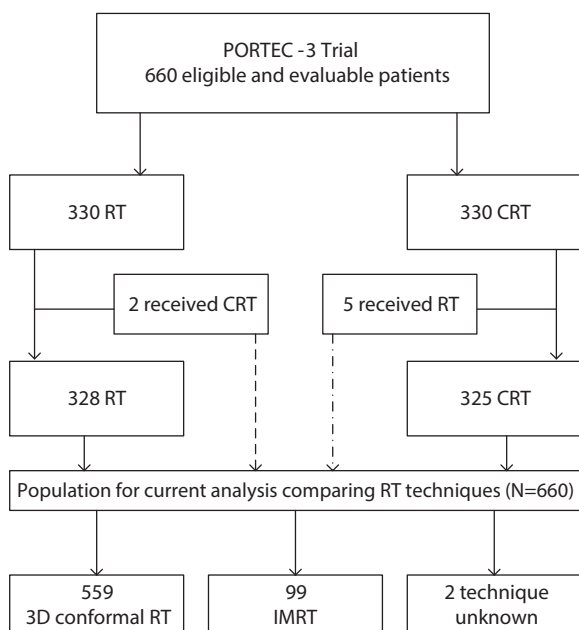 PORTEC -3 Trial
660 eligible and evaluable patients
330 RT
330 CRT
2 received CRT
5 received RT
328 RT
325 CRT
Population for current analysis comparing RT techniques (N=660)
559
3D conformal RT
99
IMRT
2 technique
unknown